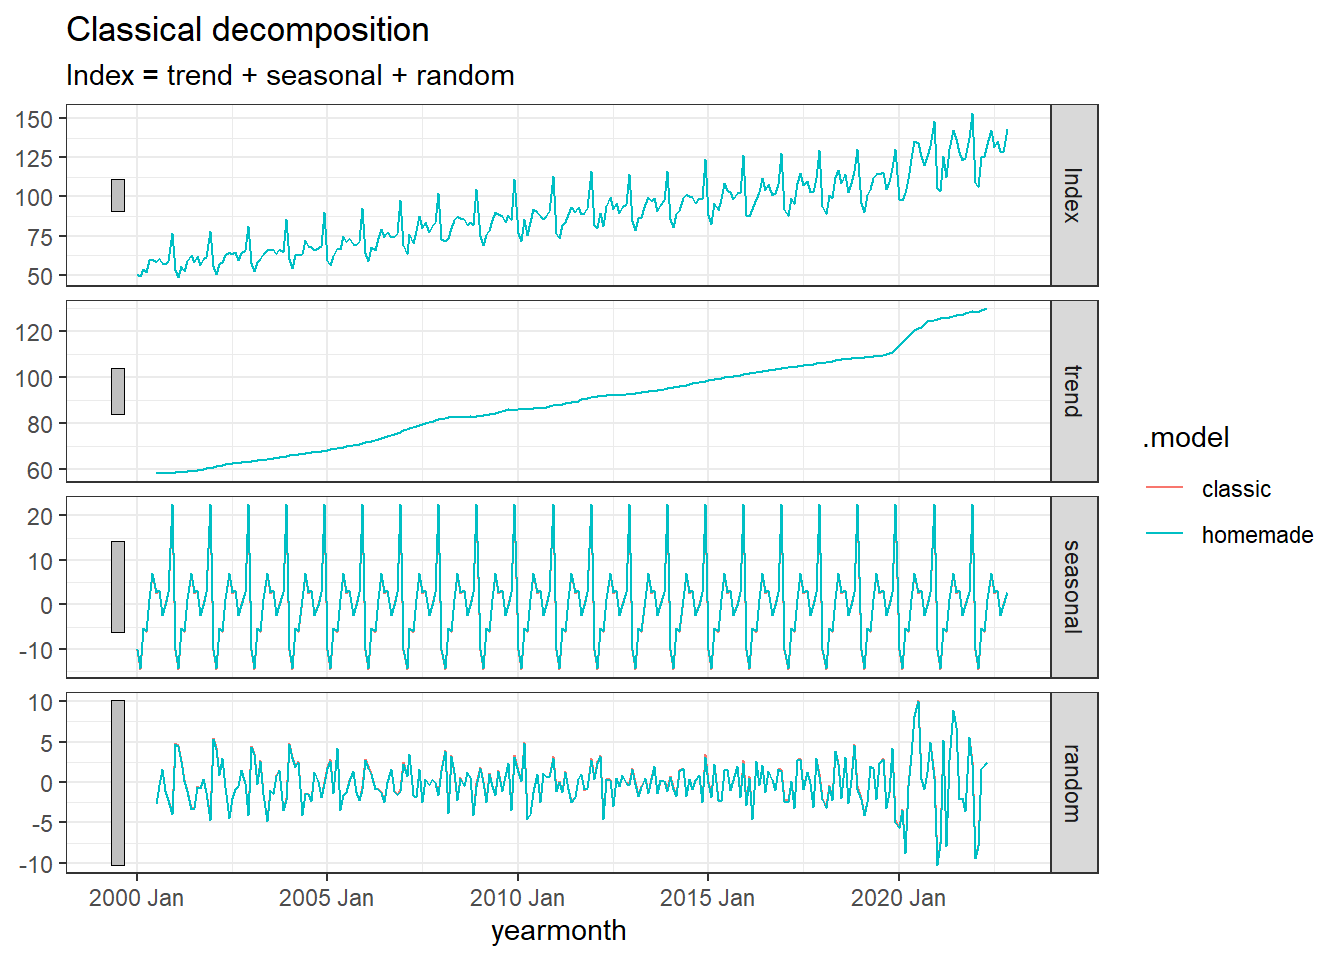 Classical decomposition
Index = trend + seasonal + random
150
125
100
75
50
Index
120
100
80
60
trend
20
10
0
-10
seasonal
10
5
0
-5
-10
random
2000 Jan
2005 Jan
2010 Jan
2015 Jan
2020 Jan
yearmonth
.model
classic
homemade